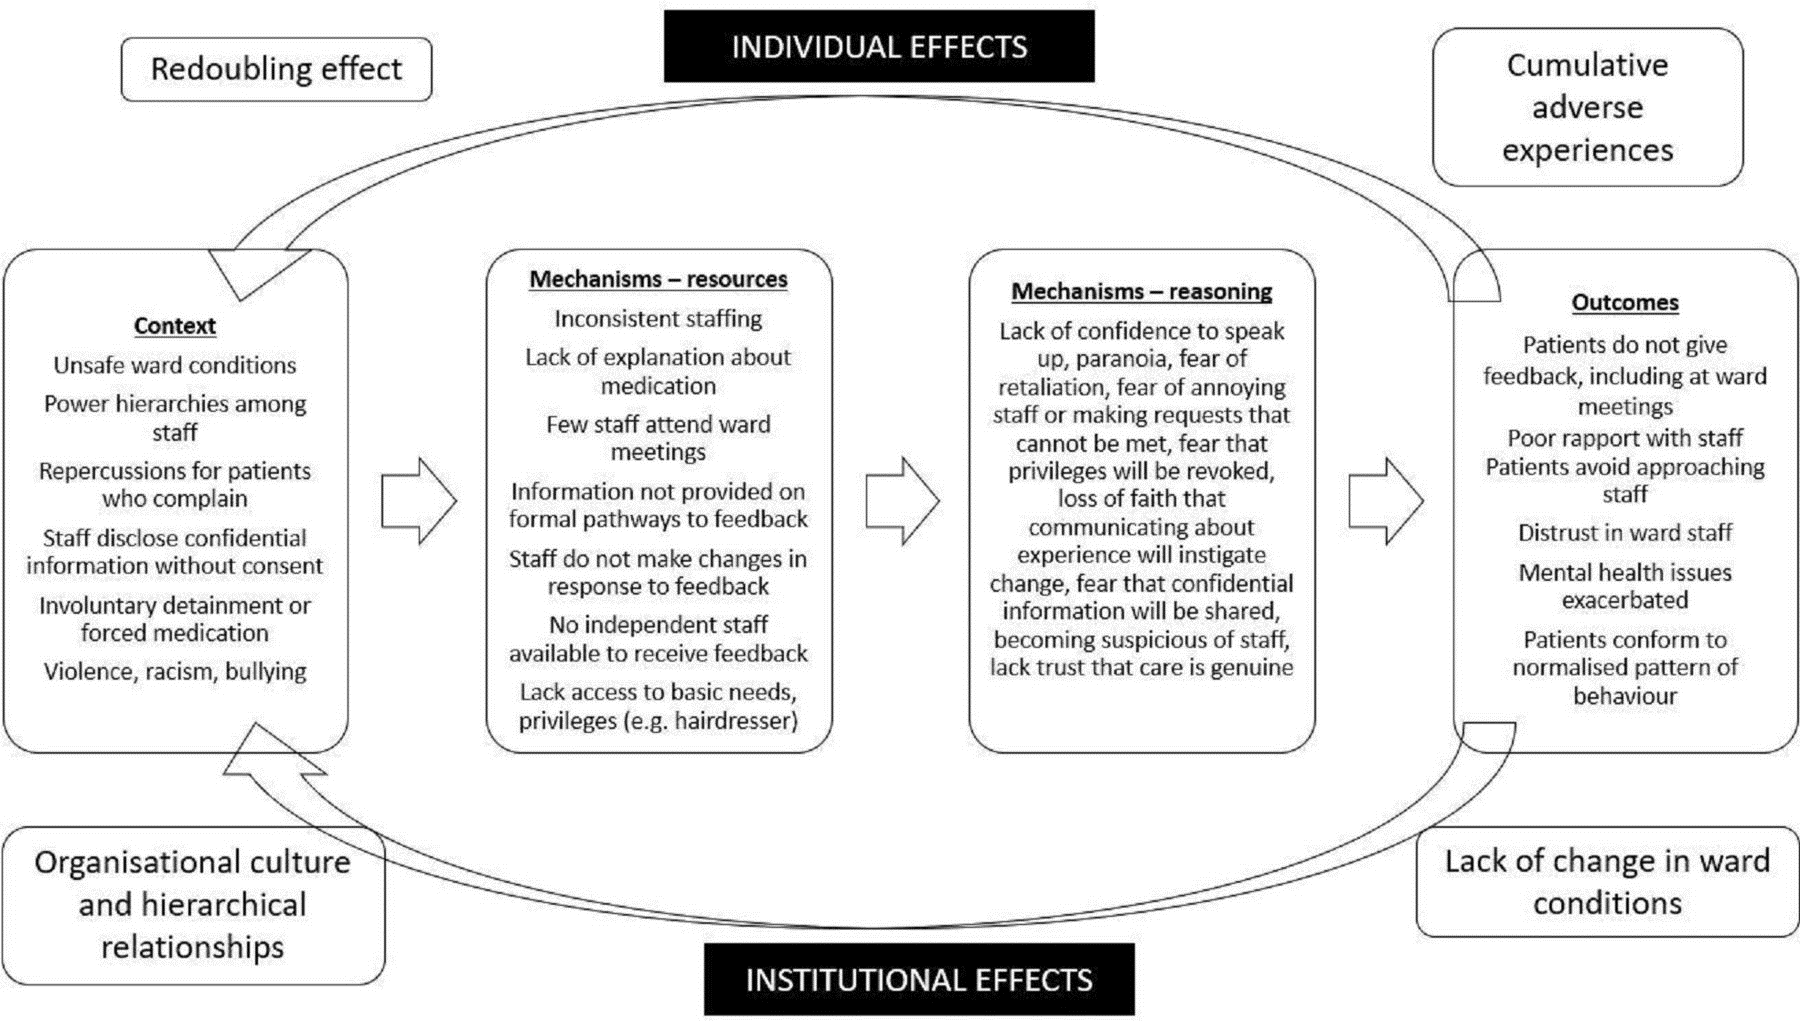 INDIVIDUAL EFFECTS
Redoubling effect
Cumulative
adverse
experiences
Context
Unsafe ward conditions
Power hierarchies among
staff
Repercussions for patients
who complain
Staff disclose confidential
information without consent
Involuntary detainment or
forced medication
Violence, racism, bullying
Mechanisms – resources
Inconsistent staffing
Lack of explanation about
medication
Few staff attend ward
meetings
Information not provided on
formal pathways to feedback
Staff do not make changes in
response to feedback
No independent staff
available to receive feedback
Lack access to basic needs,
privileges (e.g. hairdresser)
Mechanisms – reasoning
Lack of confidence to speak
up, paranoia, fear of
retaliation, fear of annoying
staff or making requests that
cannot be met, fear that
privileges will be revoked,
loss of faith that
communicating about
experience will instigate
change, fear that confidential
information will be shared,
becoming suspicious of staff,
lack trust that care is genuine
Outcomes
Patients do not give
feedback, including at ward
meetings
Poor rapport with staff
Patients avoid approaching
staff
Distrust in ward staff
Mental health issues
exacerbated
Patients conform to
normalised pattern of
behaviour
Organisational culture
and hierarchical
relationships
Lack of change in ward
conditions
INSTITUTIONAL EFFECTS